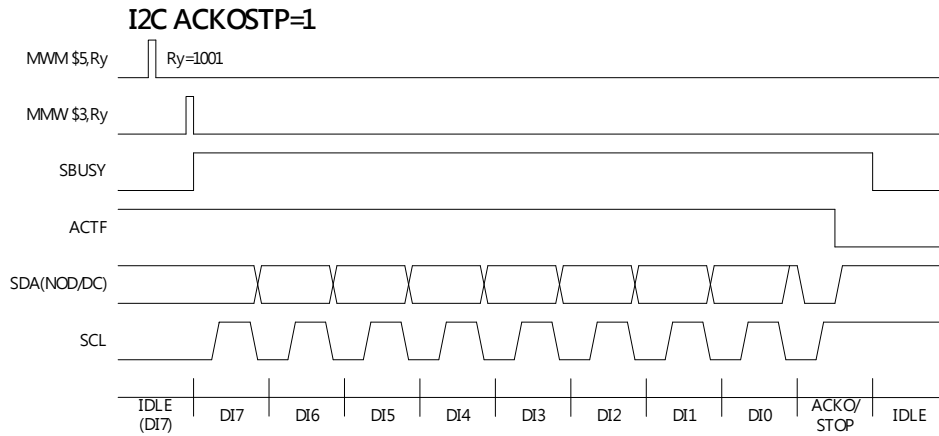 I2C ACKOSTP=1
MWM $5,Ry
Ry=1001
MMW $3,Ry
SBUSY
ACTF
SDA(NOD/DC)
SCL
IDLE
(DI7)
DI7
DI6
DI5
DI4
DI3
DI2
DI1
DI0
ACKO/
STOP
IDLE